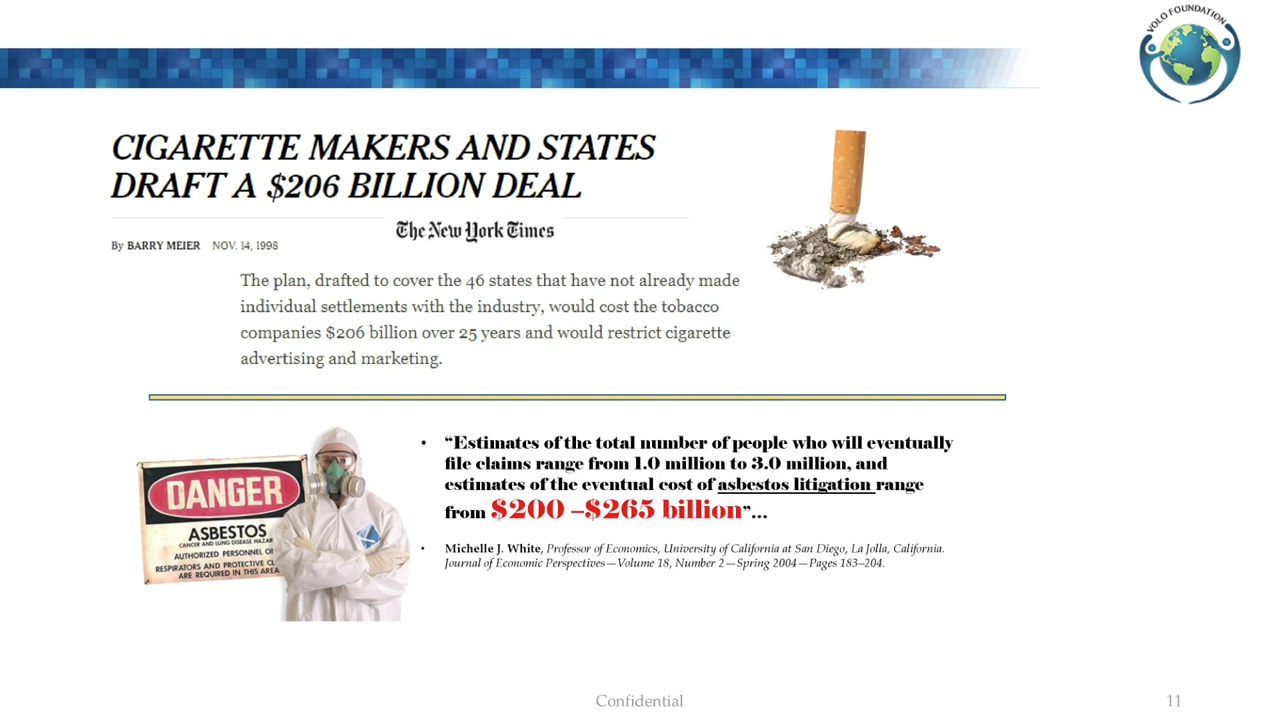 VOLO FOUNDATION
CIGARETTE MAKERS AND STATES
DRAFT A $206 BILLION DEAL
The New York Times
By BARRY MEIER NOV. 14, 1998
The plan, drafted to cover the 46 states that have not already made
individual settlements with the industry, would cost the tobacco
companies $206 billion over 25 years and would restrict cigarette
advertising and marketing.
DANGER
ASBESTOS
CANCER AND LUNG DISEASE HAZAR
AUTHORIZED PERSONNEL ON
RESPIRATORS AND PROTECTIVE CL
ARE REQUIRED IN THIS AREA
• “Estimates of the total number of people who will eventually
file claims range from 1.0 million to 3.0 million, and
estimates of the eventual cost of asbestos litigation range
from $200 –$265 billion”…
• Michelle J. White, Professor of Economics, University of California at San Diego, La Jolla, California.
Journal of Economic Perspectives—Volume 18, Number 2—Spring 2004—Pages 183–204.
Confidential
11